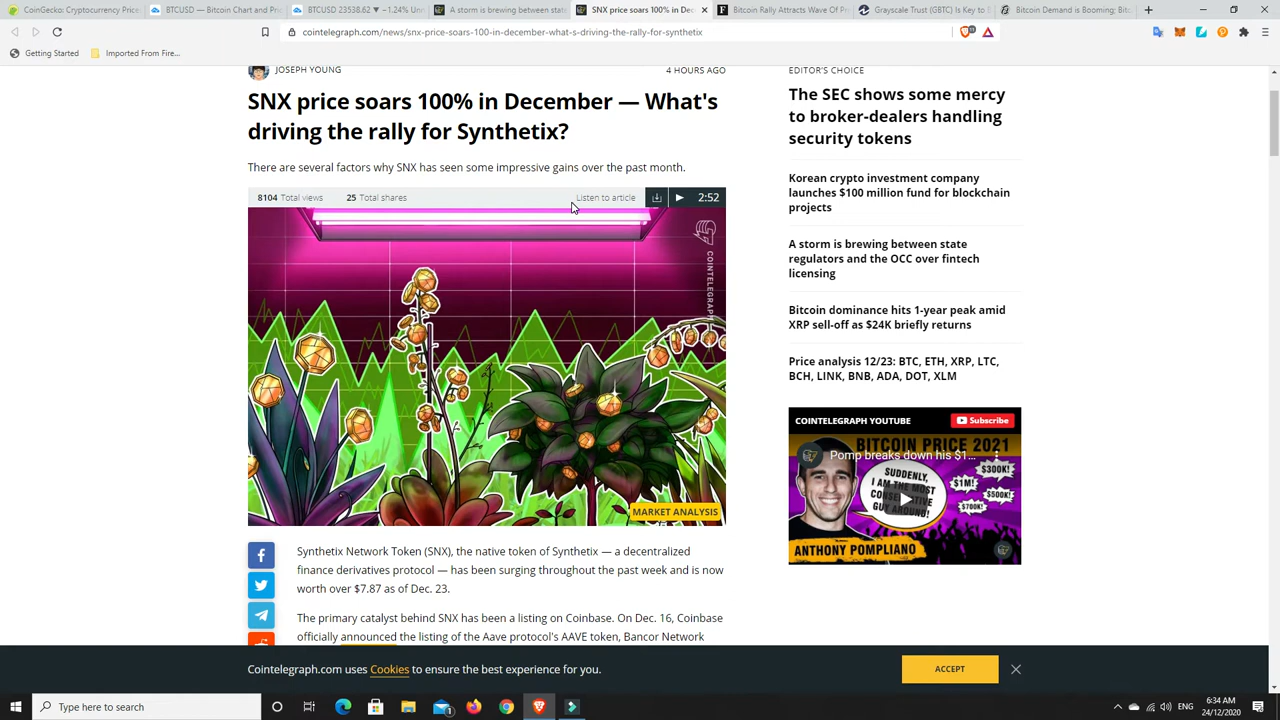 CoinGecko: Cryptocurrency Price
BTCUSD — Bitcoin Chart and Pric
BTCUSD 23538.62 ▼ −1.24% Unn
A storm is brewing between state
SNX price soars 100% in Dec
Bitcoin Rally Attracts Wave Of P
Grayscale Trust (GBTC) Is Key to
Bitcoin Demand is Booming; Bitc
cointelegraph.com/news/snx-price-soars-100-in-december-what-s-driving-the-rally-for-synthetix
Getting Started
Imported From Fire...
JOSEPH YOUNG
4 HOURS AGO
SNX price soars 100% in December — What's
driving the rally for Synthetix?
There are several factors why SNX has seen some impressive gains over the past month.
8104 Total views
25 Total shares
Listen to article
2:52
COINTELEGRAPH
MARKET ANALYSIS
Synthetix Network Token (SNX), the native token of Synthetix — a decentralized
finance derivatives protocol — has been surging throughout the past week and is now
worth over $7.87 as of Dec. 23.
The primary catalyst behind SNX has been a listing on Coinbase. On Dec. 16, Coinbase
officially announced the listing of the Aave protocol's AAVE token, Bancor Network
EDITOR'S CHOICE
The SEC shows some mercy
to broker-dealers handling
security tokens
Korean crypto investment company
launches $100 million fund for blockchain
projects
A storm is brewing between state
regulators and the OCC over fintech
licensing
Bitcoin dominance hits 1-year peak amid
XRP sell-off as $24K briefly returns
Price analysis 12/23: BTC, ETH, XRP, LTC,
BCH, LINK, BNB, ADA, DOT, XLM
COINTELEGRAPH YOUTUBE
Subscribe
BITCOIN PRICE 2021
Pomp breaks down his $1...
SUDDENLY,
I AM THE MOST
CONSERVATIVE
GUY AROUND!
$300K!
$1M!
$500K!
$700K!
ANTHONY POMPLIANO
Cointelegraph.com uses Cookies to ensure the best experience for you.
ACCEPT
Type here to search
ENG
6:34 AM
24/12/2020